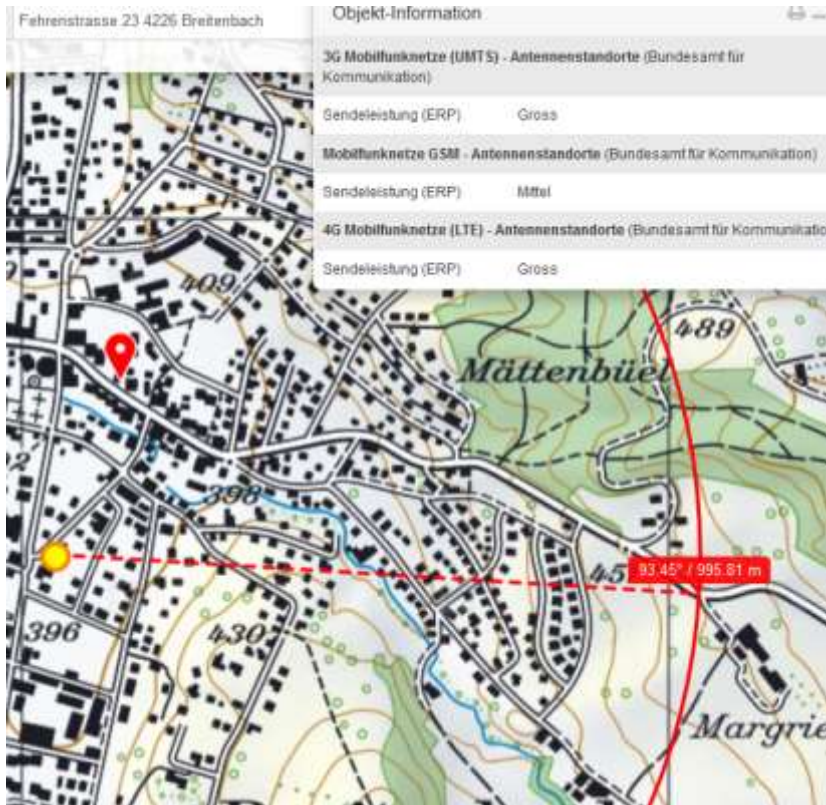 Fehrenstrasse 23 4226 Breitenbach
Objekt-Information
3G Mobilfunknetze (UMTS) - Antennenstandorte (Bundesamt für
Kommunikation)
Sendeleistung (ERP) Gross
Mobilfunknetze GSM - Antennenstandorte (Bundesamt für Kommunikation)
Sendeleistung (ERP) Mittel
4G Mobilfunknetze (LTE) - Antennenstandorte (Bundesamt für Kommunikatio
Sendeleistung (ERP) Gross
409
489
Mättenbüel
398
45
93.45° / 995.81 m
396
430
Margrie